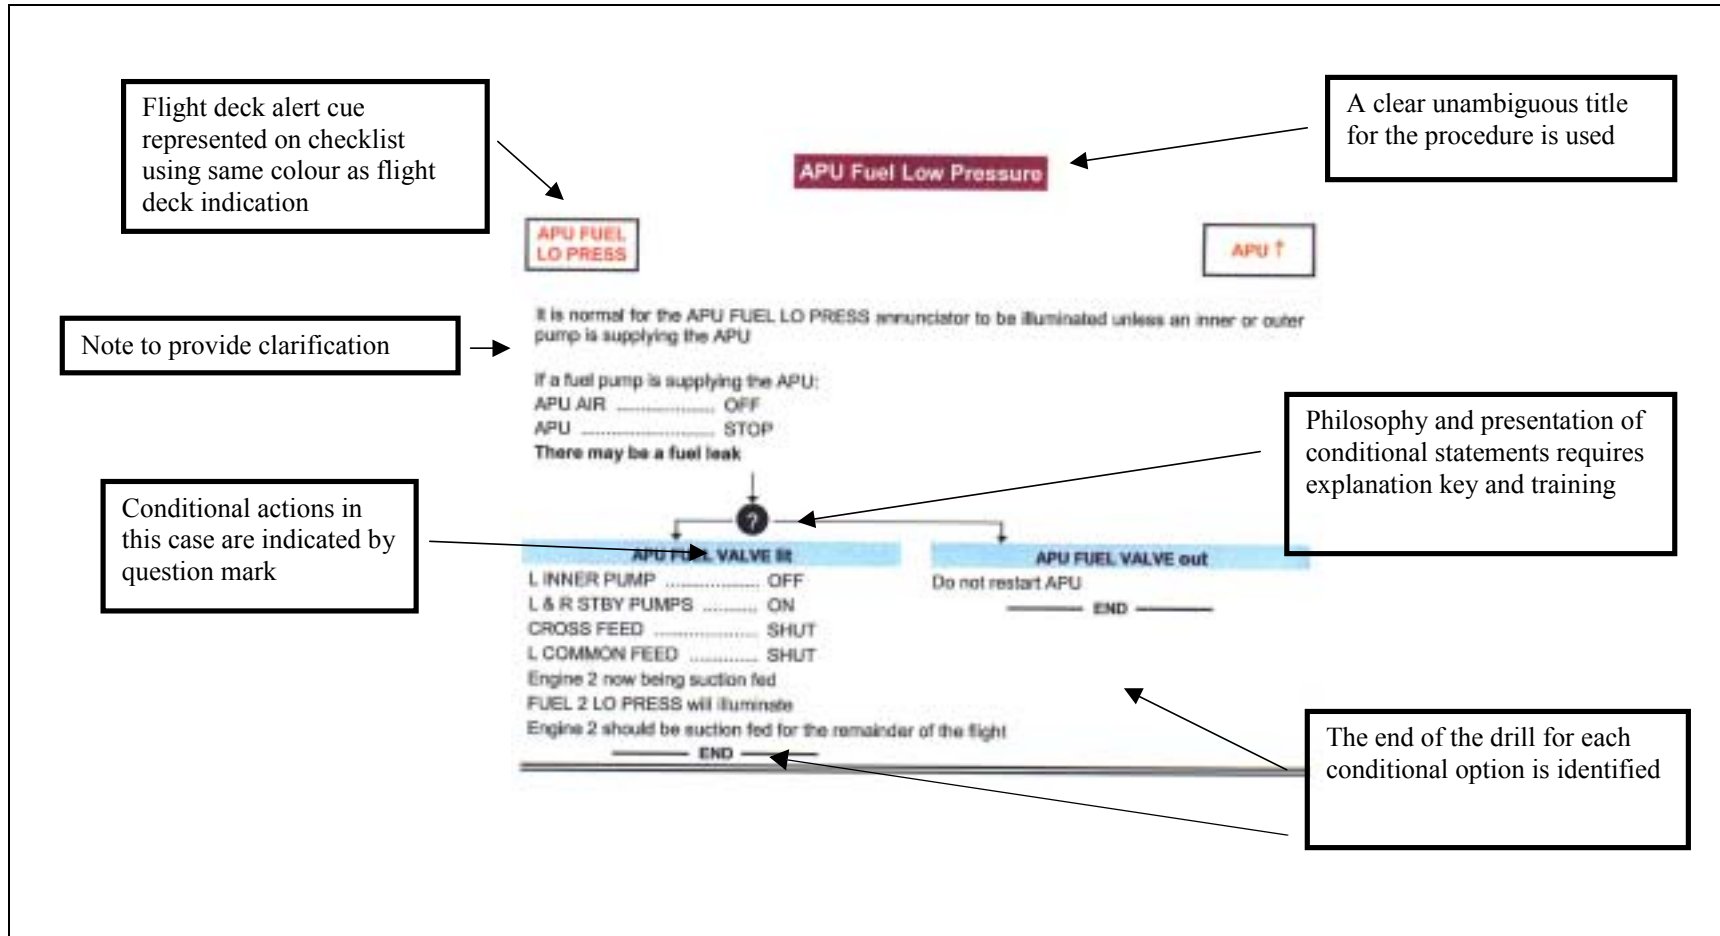 Flight deck alert cue
represented on checklist
using same colour as flight
deck indication
A clear unambiguous title
for the procedure is used
APU Fuel Low Pressure
APU FUEL
LO PRESS
APU ↑
It is normal for the APU FUEL LO PRESS annunciator to be illuminated unless an inner or outer
pump is supplying the APU
Note to provide clarification
If a fuel pump is supplying the APU:
APU AIR ................... OFF
APU ......................... STOP
There may be a fuel leak
Philosophy and presentation of
conditional statements requires
explanation key and training
Conditional actions in
this case are indicated by
question mark
?
APU FUEL VALVE lit
L INNER PUMP .................. OFF
L & R STBY PUMPS .......... ON
CROSS FEED .................... SHUT
L COMMON FEED ............. SHUT
Engine 2 now being suction fed
FUEL 2 LO PRESS will illuminate
Engine 2 should be suction fed for the remainder of the flight
END
APU FUEL VALVE out
Do not restart APU
END
The end of the drill for each
conditional option is identified